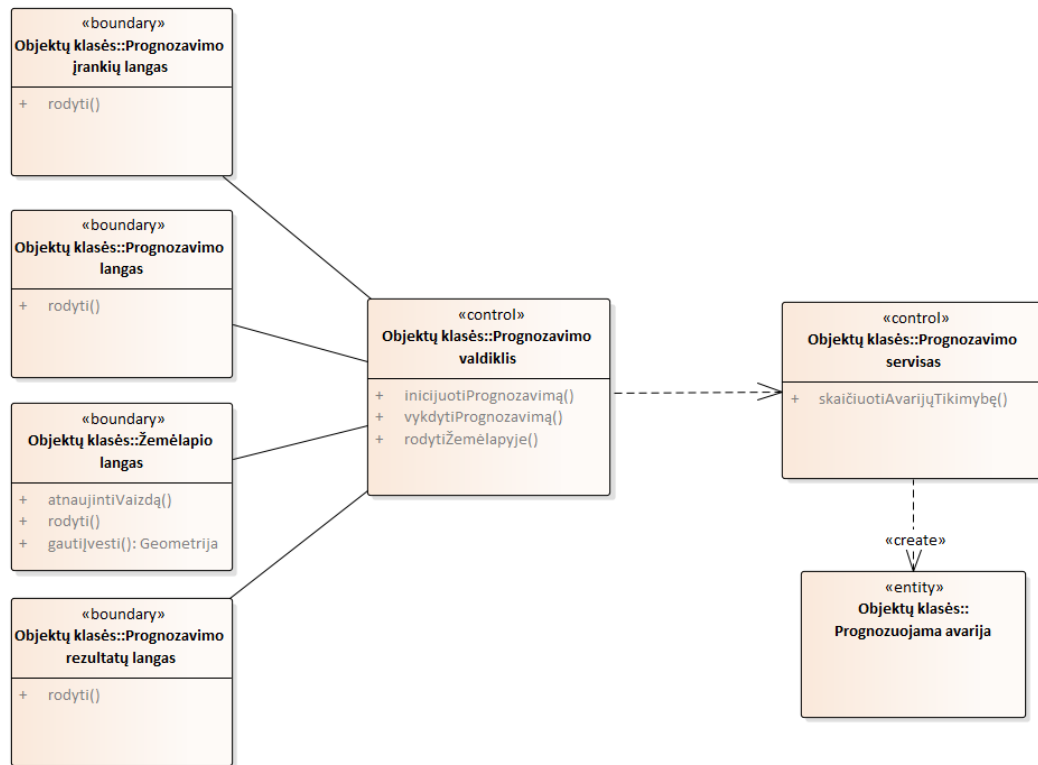 «boundary»
Objektų klasės::Prognozavimo
įrankių langas
+ rodyti()
«boundary»
Objektų klasės::Prognozavimo
langas
+ rodyti()
«boundary»
Objektų klasės::Žemėlapio
langas
+ atnaujintiVaizdą()
+ rodyti()
+ gautiĮvesti(): Geometrija
«boundary»
Objektų klasės::Prognozavimo
rezultatų langas
+ rodyti()
«control»
Objektų klasės::Prognozavimo
valdiklis
+ inicijuotiPrognozavimą()
+ vykdytiPrognozavimą()
+ rodytiŽemėlapyje()
«control»
Objektų klasės::Prognozavimo
servisas
+ skaičiuotiAvarijųTikimybę()
«create»
«entity»
Objektų klasės::
Prognozuojama avarija